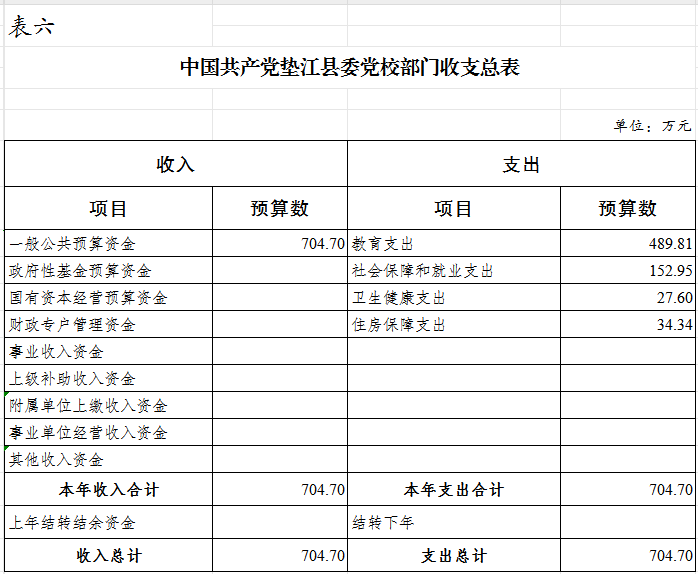 表六
中国共产党垫江县委党校部门收支总表
单位：万元
收入 支出
项目 预算数 项目 预算数
一般公共预算资金 704.70 教育支出 489.81
政府性基金预算资金 社会保障和就业支出 152.95
国有资本经营预算资金 卫生健康支出 27.60
财政专户管理资金 住房保障支出 34.34
事业收入资金
上级补助收入资金
附属单位上缴收入资金
事业单位经营收入资金
其他收入资金
本年收入合计 704.70 本年支出合计 704.70
上年结转结余资金 结转下年
收入总计 704.70 支出总计 704.70